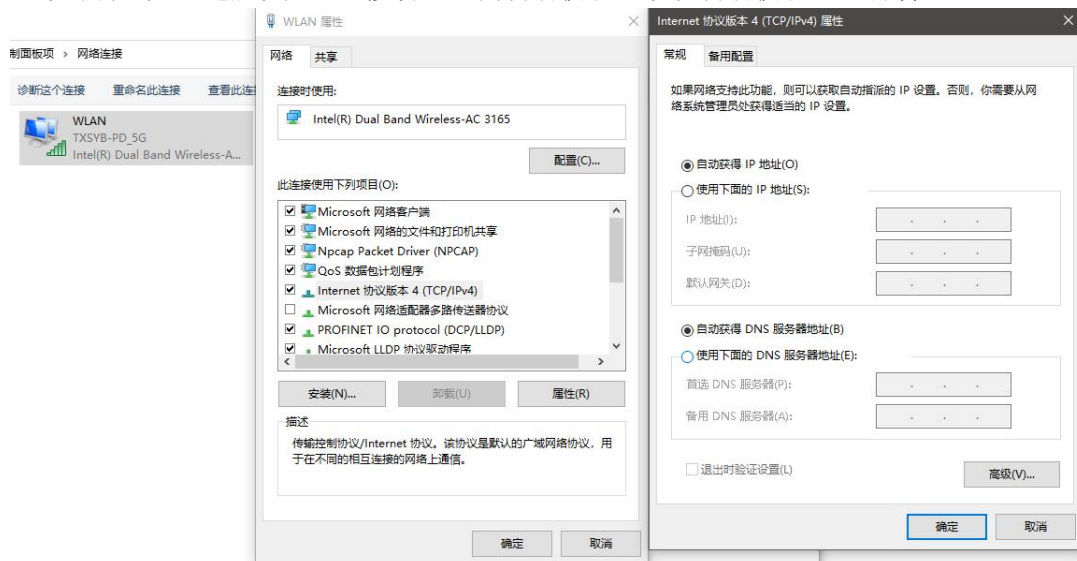 WLAN 属性
Internet 协议版本 4 (TCP/IPv4) 属性
制面板项 › 网络连接
诊断这个连接 重命名此连接 查看此连
WLAN
TXSYB-PD_5G
Intel(R) Dual Band Wireless-A...
网络 共享
连接时使用:
Intel(R) Dual Band Wireless-AC 3165
配置(C)...
此连接使用下列项目(O):
Microsoft 网络客户端
Microsoft 网络的文件和打印机共享
Npcap Packet Driver (NPCAP)
QoS 数据包计划程序
Internet 协议版本 4 (TCP/IPv4)
Microsoft 网络适配器多路传送器协议
PROFINET IO protocol (DCP/LLDP)
Microsoft LLDP 协议驱动程序
安装(N)... 卸载(U) 属性(R)
描述
传输控制协议/Internet 协议。该协议是默认的广域网络协议，用
于在不同的相互连接的网络上通信。
确定 取消
常规 备用配置
如果网络支持此功能，则可以获取自动指派的 IP 设置。否则，你需要从网
络系统管理员处获得适当的 IP 设置。
自动获得 IP 地址(O)
使用下面的 IP 地址(S):
IP 地址(I):
子网掩码(U):
默认网关(D):
自动获得 DNS 服务器地址(B)
使用下面的 DNS 服务器地址(E):
首选 DNS 服务器(P):
备用 DNS 服务器(A):
退出时验证设置(L)
高级(V)...
确定 取消